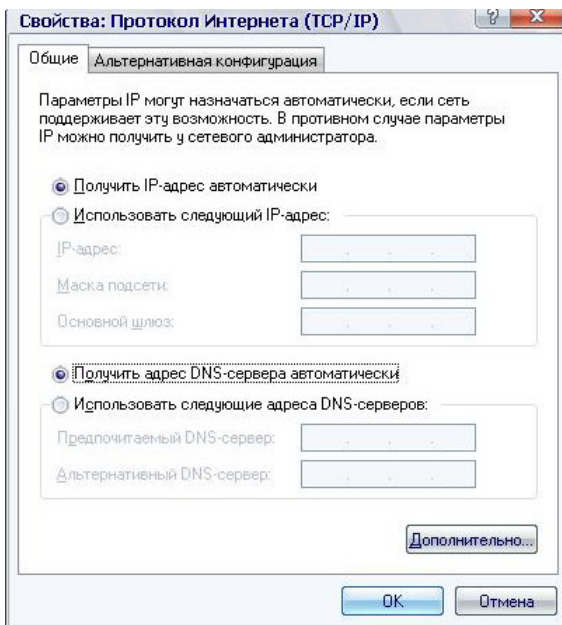 Свойства: Протокол Интернета (TCP/IP)
Общие
Альтернативная конфигурация
Параметры IP могут назначаться автоматически, если сеть
поддерживает эту возможность. В противном случае параметры
IP можно получить у сетевого администратора.
Получить IP-адрес автоматически
Использовать следующий IP-адрес:
IP-адрес:
Маска подсети:
Основной шлюз:
Получить адрес DNS-сервера автоматически
Использовать следующие адреса DNS-серверов:
Предпочитаемый DNS-сервер:
Альтернативный DNS-сервер:
Дополнительно...
OK
Отмена